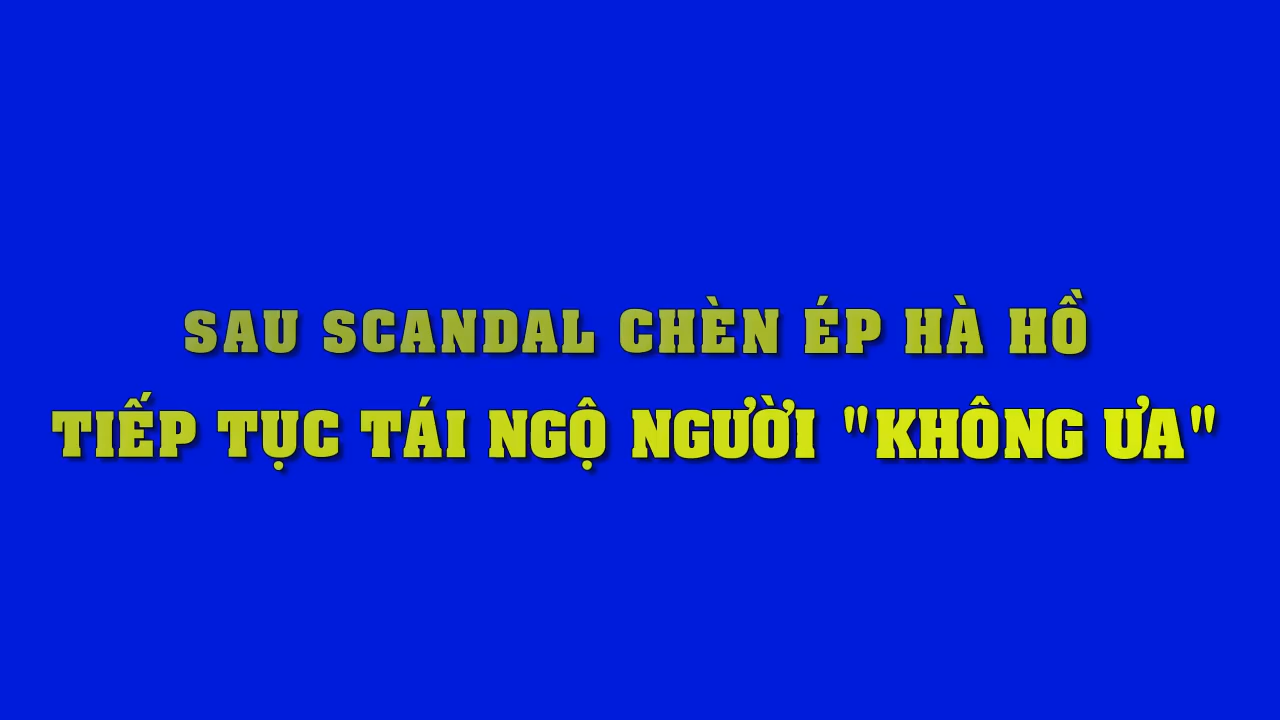 SAU SCANDAL CHÈN ÉP HÀ HỒ
TIẾP TỤC TÁI NGỘ NGƯỜI "KHÔNG ƯA"